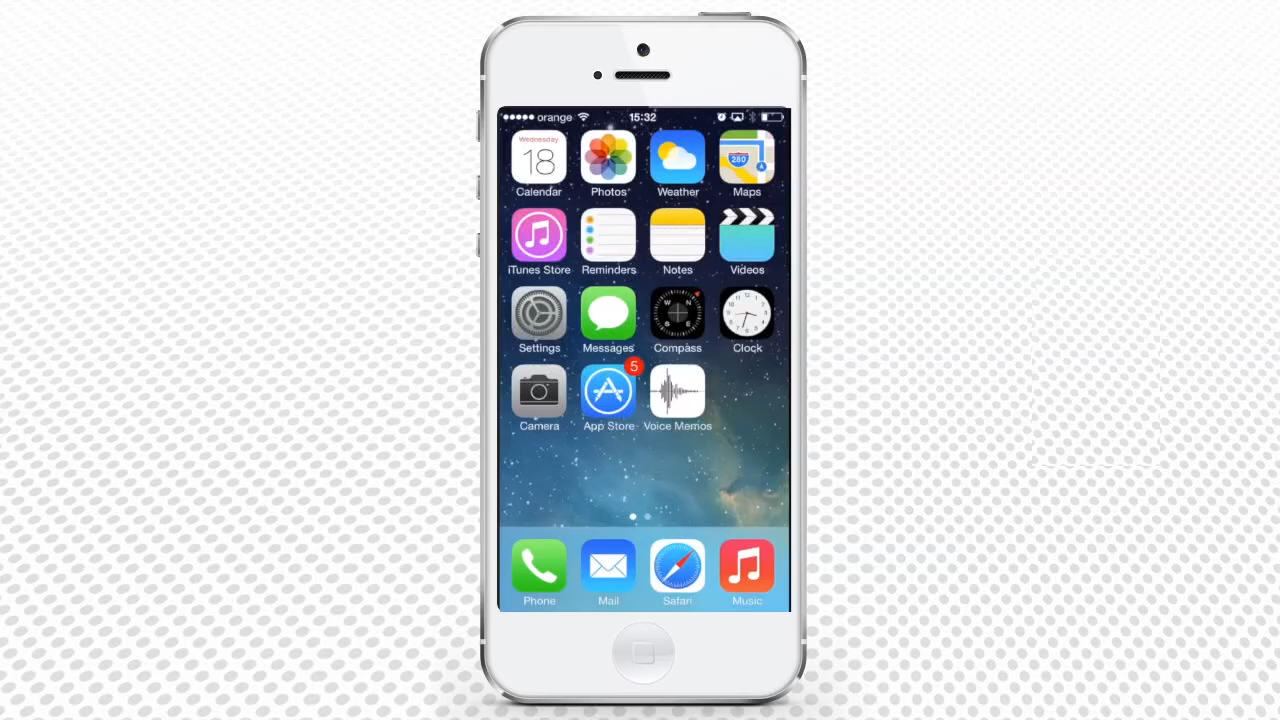 orange 15:32
Wednesday
18
280
Calendar Photos Weather Maps
iTunes Store Reminders Notes Videos
W N
S E
12
Settings Messages Compass Clock
5
Camera App Store Voice Memos
Phone Mail Safari Music